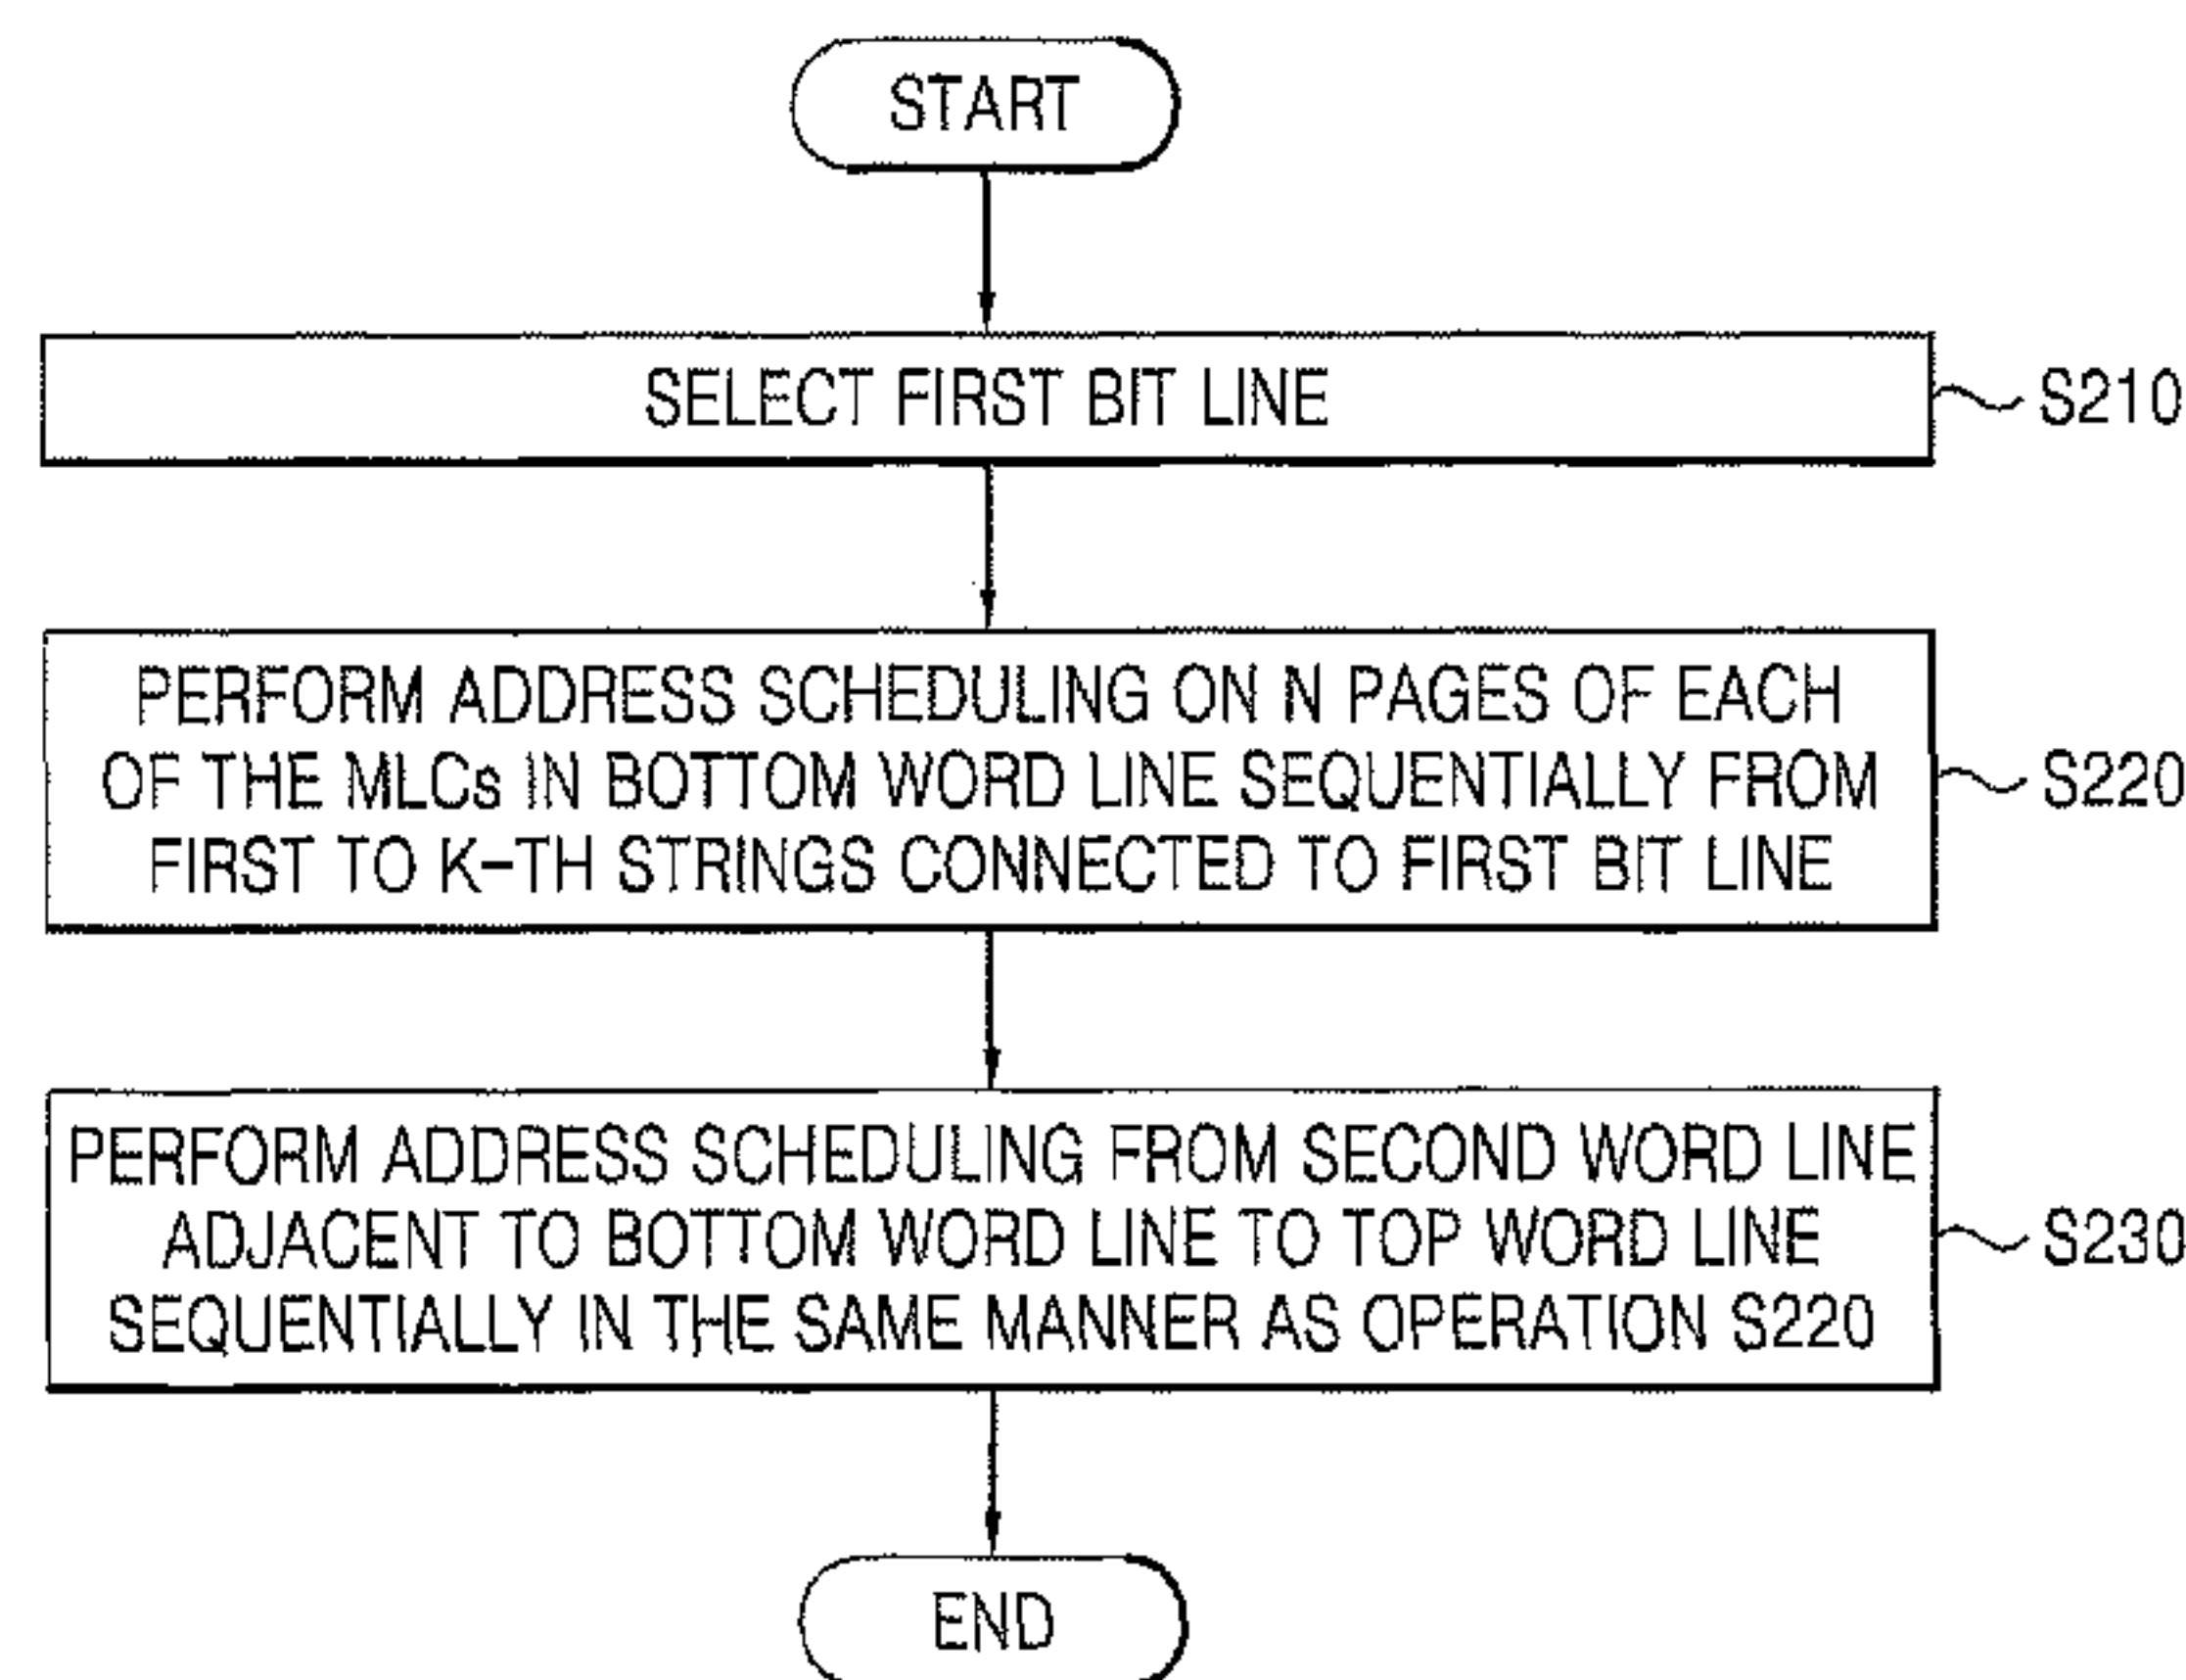 START
SELECT FIRST BIT LINE
S210
PERFORM ADDRESS SCHEDULING ON N PAGES OF EACH
OF THE MLCs IN BOTTOM WORD LINE SEQUENTIALLY FROM
FIRST TO K-TH STRINGS CONNECTED TO FIRST BIT LINE
S220
PERFORM ADDRESS SCHEDULING FROM SECOND WORD LINE
ADJACENT TO BOTTOM WORD LINE TO TOP WORD LINE
SEQUENTIALLY IN THE SAME MANNER AS OPERATION S220
S230
END